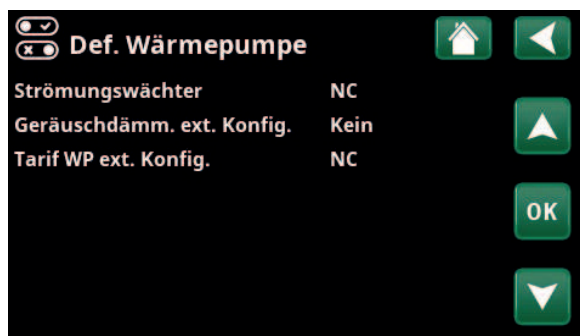 Def. Wärmepumpe
Strömungswächter NC
Geräuschdämm. ext. Konfig. Kein
Tarif WP ext. Konfig. NC
OK